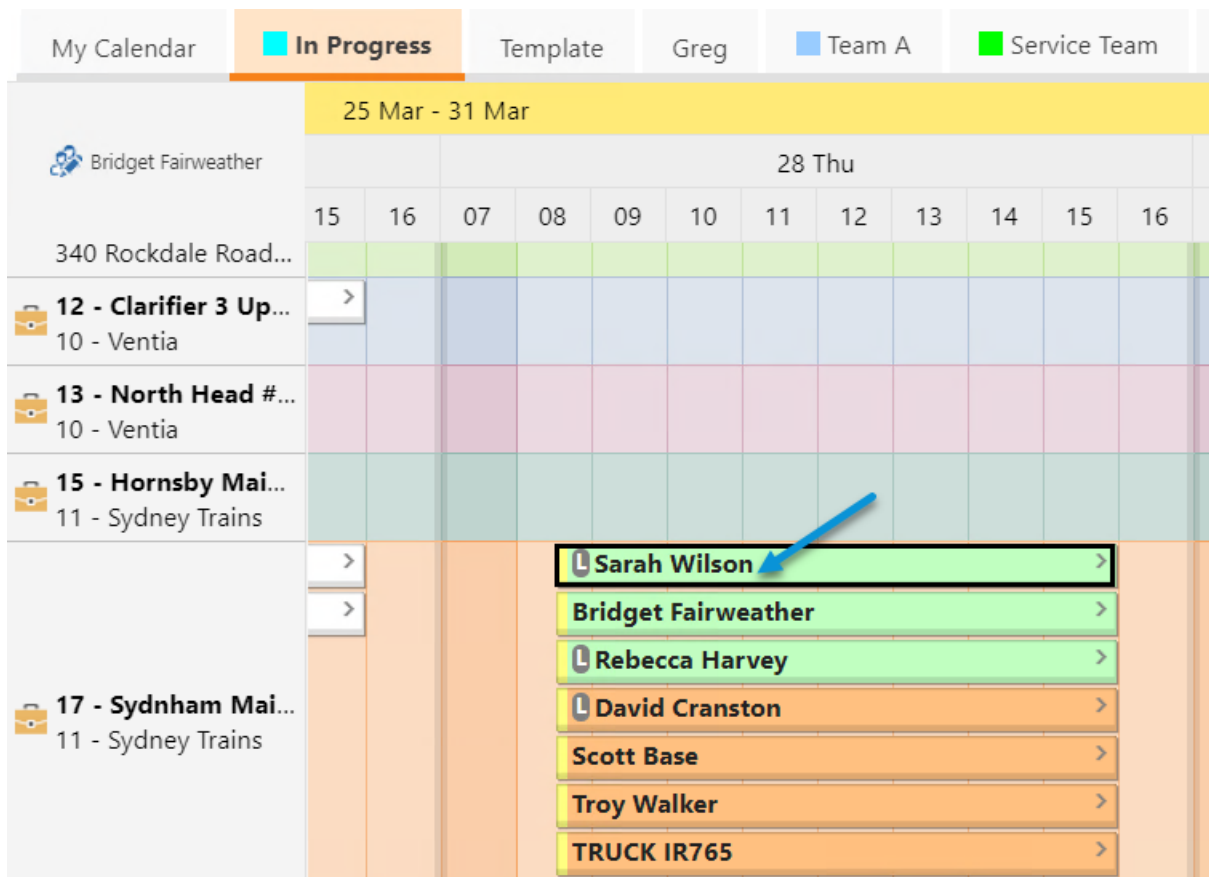 My Calendar In Progress Template Greg Team A Service Team
25 Mar - 31 Mar
Bridget Fairweather
28 Thu
15 16 07 08 09 10 11 12 13 14 15 16
340 Rockdale Road...
12 - Clarifier 3 Up...
10 - Ventia
13 - North Head #...
10 - Ventia
15 - Hornsby Mai...
11 - Sydney Trains
17 - Sydnham Mai...
11 - Sydney Trains
L Sarah Wilson
Bridget Fairweather
L Rebecca Harvey
L David Cranston
Scott Base
Troy Walker
TRUCK IR765